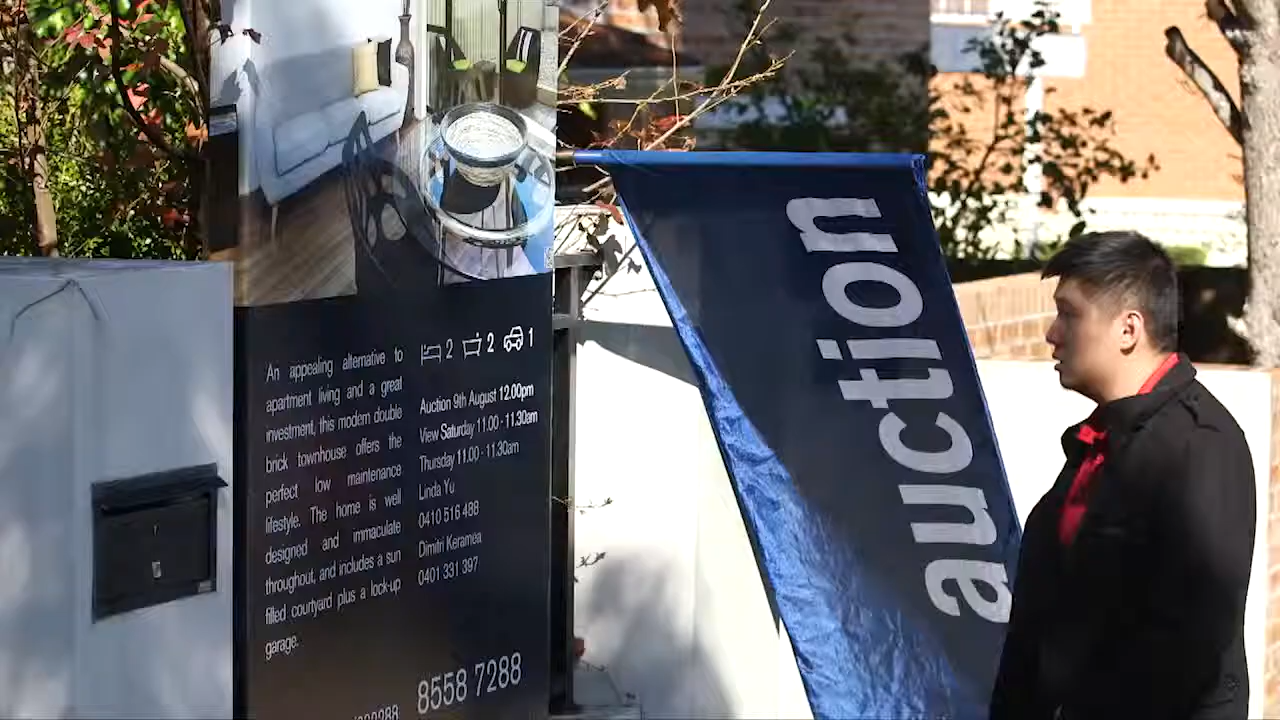 An appealing alternative to
apartment living and a great
investment, this modern double
brick townhouse offers the
perfect low maintenance
lifestyle. The home is well
designed and immaculate
throughout, and includes a sun
filled courtyard plus a lock-up
garage.
2 2 1
Auction 9th August 12.00pm
View Saturday 11.00 - 11.30am
Thursday 11.00 - 11.30am
Linda Yu
0410 516 488
Dimitri Keramea
0401 331 397
8558 7288
auction